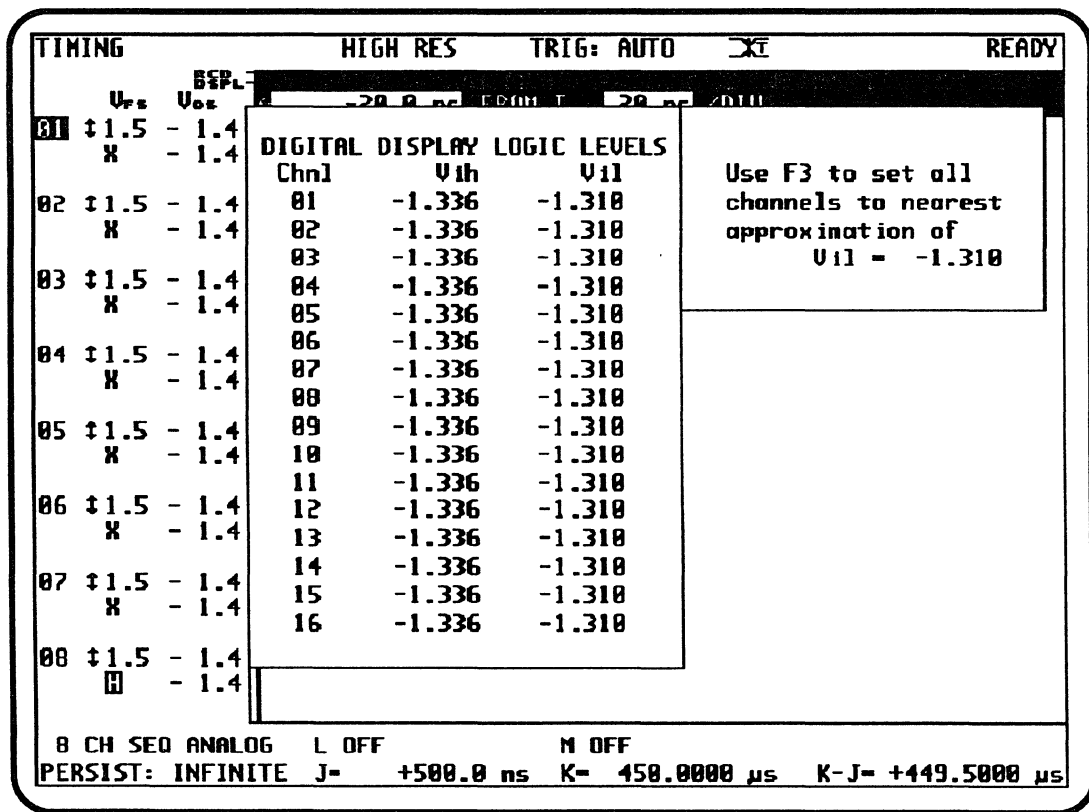 TIMING HIGH RES TRIG: AUTO XT READY
RCD
DSPL
Vfs Vos
-20.0 ns FROM T 20 ns /DIV
01 ↕1.5 - 1.4
X - 1.4
02 ↕1.5 - 1.4
X - 1.4
03 ↕1.5 - 1.4
X - 1.4
04 ↕1.5 - 1.4
X - 1.4
05 ↕1.5 - 1.4
X - 1.4
06 ↕1.5 - 1.4
X - 1.4
07 ↕1.5 - 1.4
X - 1.4
08 ↕1.5 - 1.4
H - 1.4
DIGITAL DISPLAY LOGIC LEVELS
Chnl Vih Vil
01 -1.336 -1.310
02 -1.336 -1.310
03 -1.336 -1.310
04 -1.336 -1.310
05 -1.336 -1.310
06 -1.336 -1.310
07 -1.336 -1.310
08 -1.336 -1.310
09 -1.336 -1.310
10 -1.336 -1.310
11 -1.336 -1.310
12 -1.336 -1.310
13 -1.336 -1.310
14 -1.336 -1.310
15 -1.336 -1.310
16 -1.336 -1.310
Use F3 to set all
channels to nearest
approximation of
Vil = -1.310
8 CH SEQ ANALOG L OFF M OFF
PERSIST: INFINITE J= +500.0 ns K= 450.0000 µs K-J= +449.5000 µs